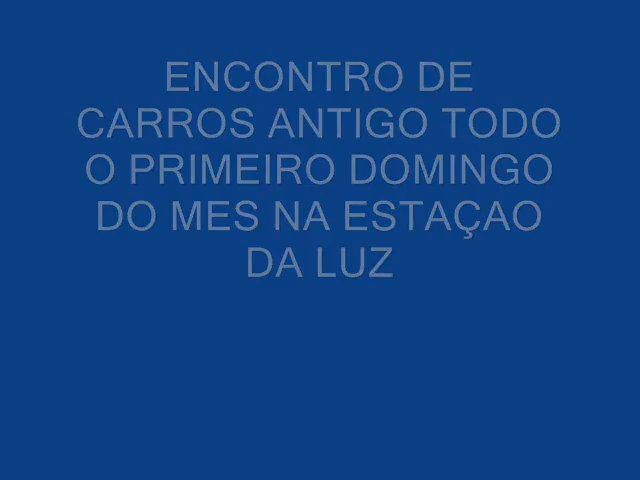 ENCONTRO DE
CARROS ANTIGO TODO
O PRIMEIRO DOMINGO
DO MES NA ESTAÇAO
DA LUZ